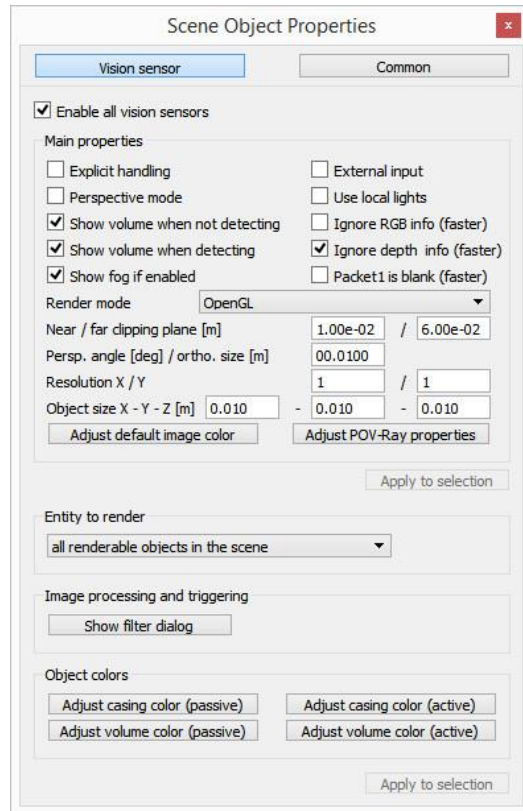 Scene Object Properties
x
Vision sensor Common
Enable all vision sensors
Main properties
Explicit handling External input
Perspective mode Use local lights
Show volume when not detecting Ignore RGB info (faster)
Show volume when detecting Ignore depth info (faster)
Show fog if enabled Packet1 is blank (faster)
Render mode OpenGL
Near / far clipping plane [m] 1.00e-02 / 6.00e-02
Persp. angle [deg] / ortho. size [m] 00.0100
Resolution X / Y 1 / 1
Object size X - Y - Z [m] 0.010 - 0.010 - 0.010
Adjust default image color Adjust POV-Ray properties
Apply to selection
Entity to render
all renderable objects in the scene
Image processing and triggering
Show filter dialog
Object colors
Adjust casing color (passive) Adjust casing color (active)
Adjust volume color (passive) Adjust volume color (active)
Apply to selection